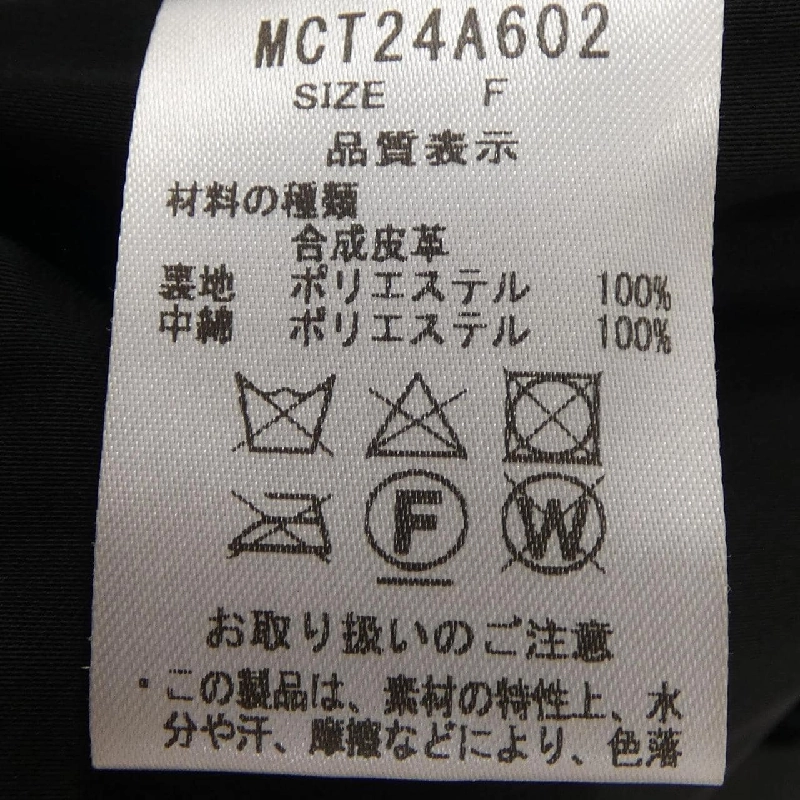 MCT24A602
SIZE F
品質表示
材料の種類
合成皮革
裏地 ポリエステル 100%
中綿 ポリエステル 100%
F W
お取り扱いのご注意
・この製品は、素材の特性上、水
分や汗、摩擦などにより、色落